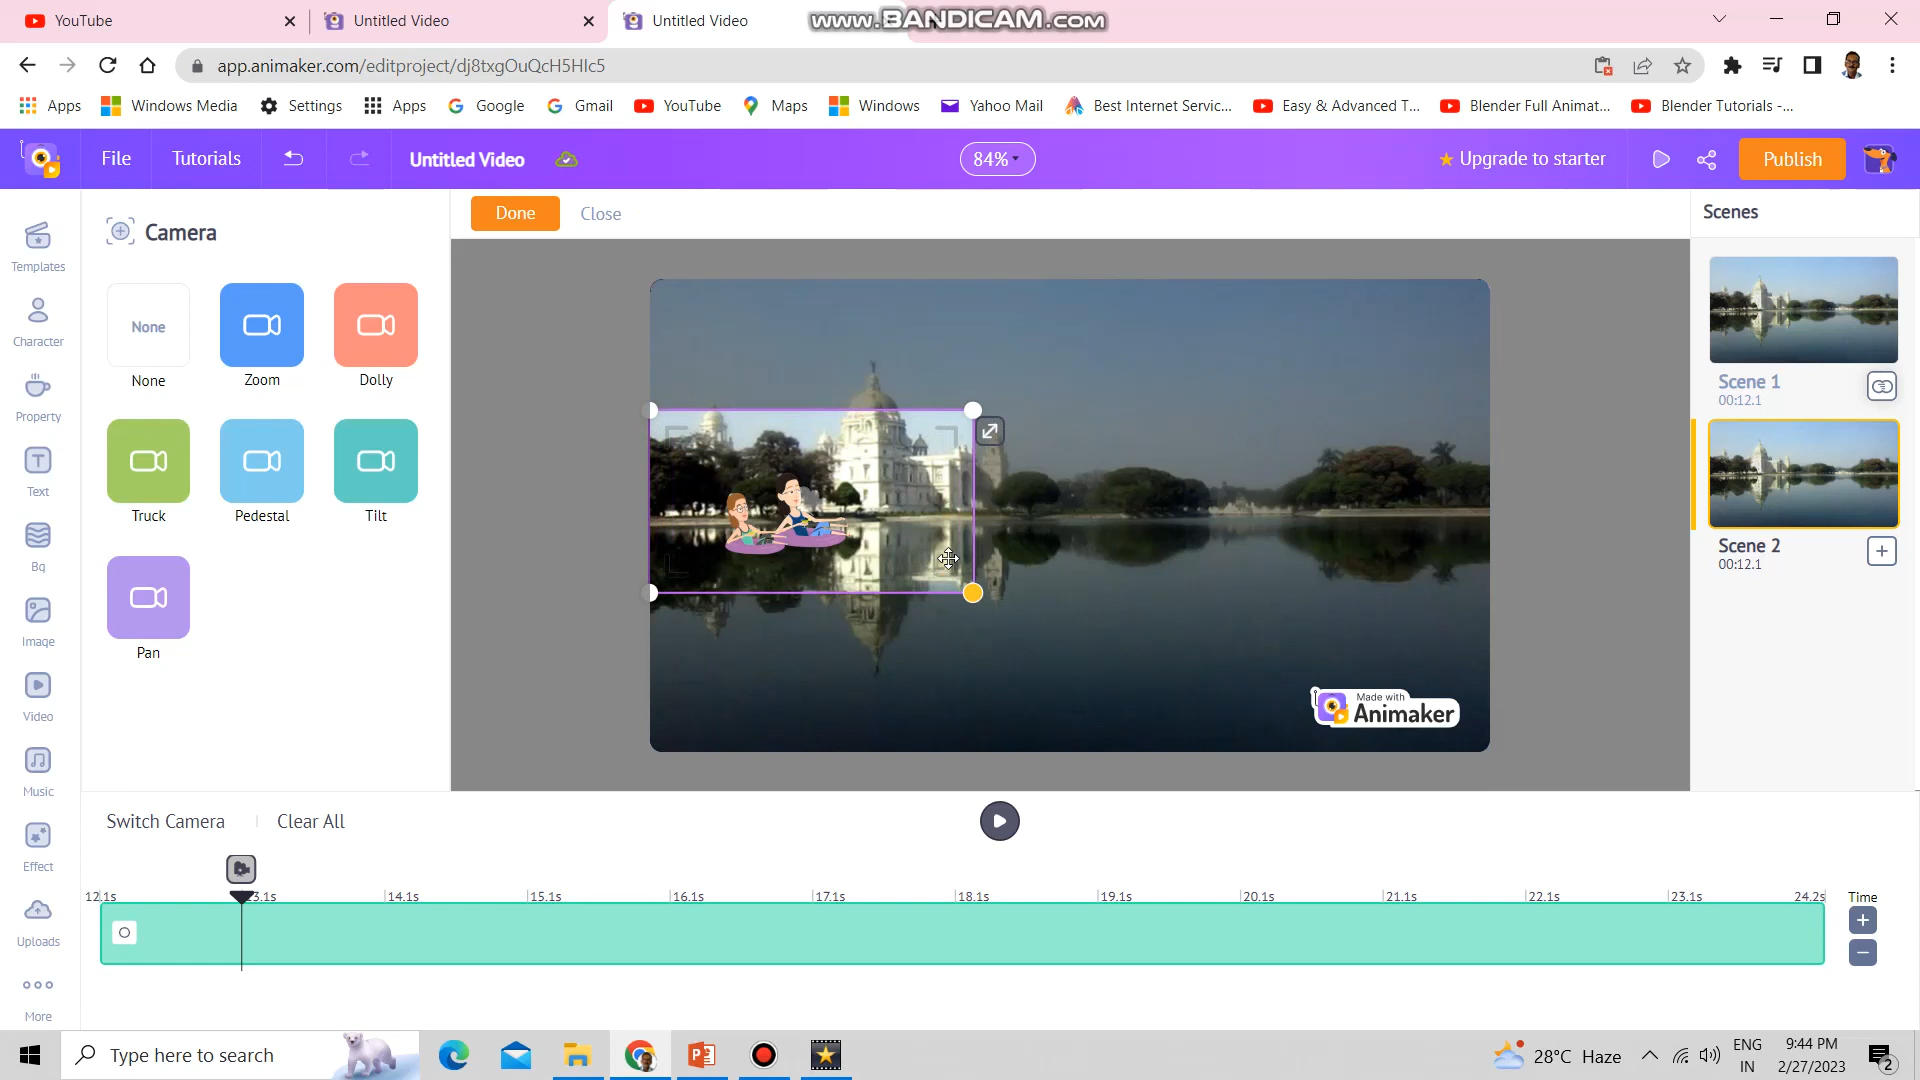 YouTube
Untitled Video
Untitled Video
www.BANDICAM.com
app.animaker.com/editproject/dj8txgOuQcH5HIc5
Apps
Windows Media
Settings
Apps
Google
Gmail
YouTube
Maps
Windows
Yahoo Mail
Best Internet Servic...
Easy & Advanced T...
Blender Full Animat...
Blender Tutorials -...
File
Tutorials
Untitled Video
84%
Upgrade to starter
Publish
Templates
Character
Property
Text
Bg
Image
Video
Music
Effect
Uploads
More
Camera
None
None
Zoom
Dolly
Truck
Pedestal
Tilt
Pan
Done
Close
Made with
Animaker
Scenes
Scene 1
00:12.1
Scene 2
00:12.1
Switch Camera
Clear All
12.1s
3.1s
14.1s
15.1s
16.1s
17.1s
18.1s
19.1s
20.1s
21.1s
22.1s
23.1s
24.2s
Time
Type here to search
28°C Haze
ENG
IN
9:44 PM
2/27/2023
2